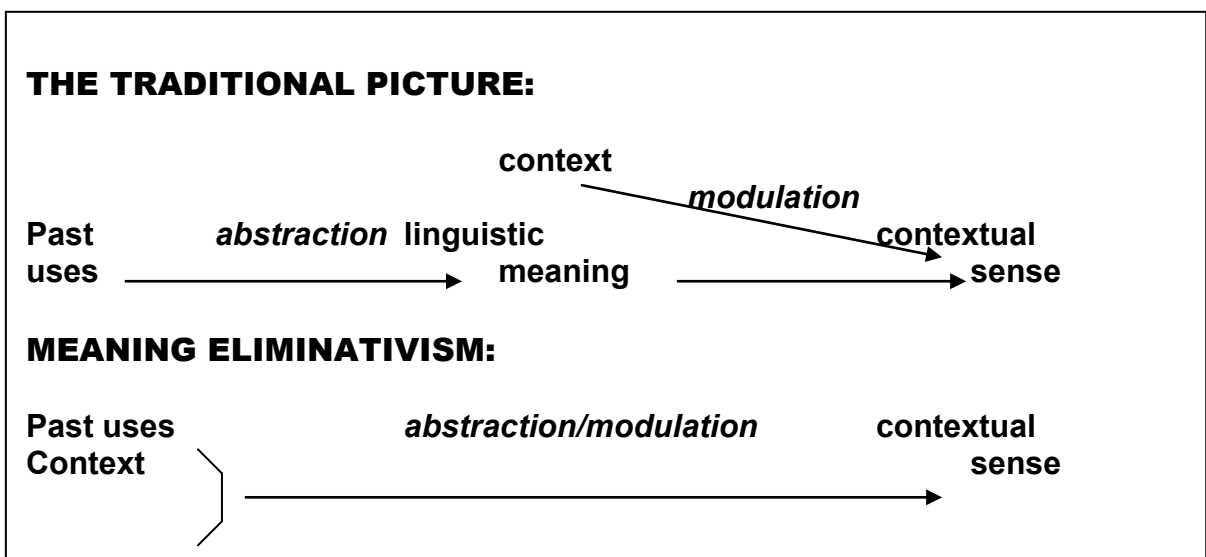 THE TRADITIONAL PICTURE:
context
modulation
Past abstraction linguistic contextual
uses meaning sense
MEANING ELIMINATIVISM:
Past uses abstraction/modulation contextual
Context sense